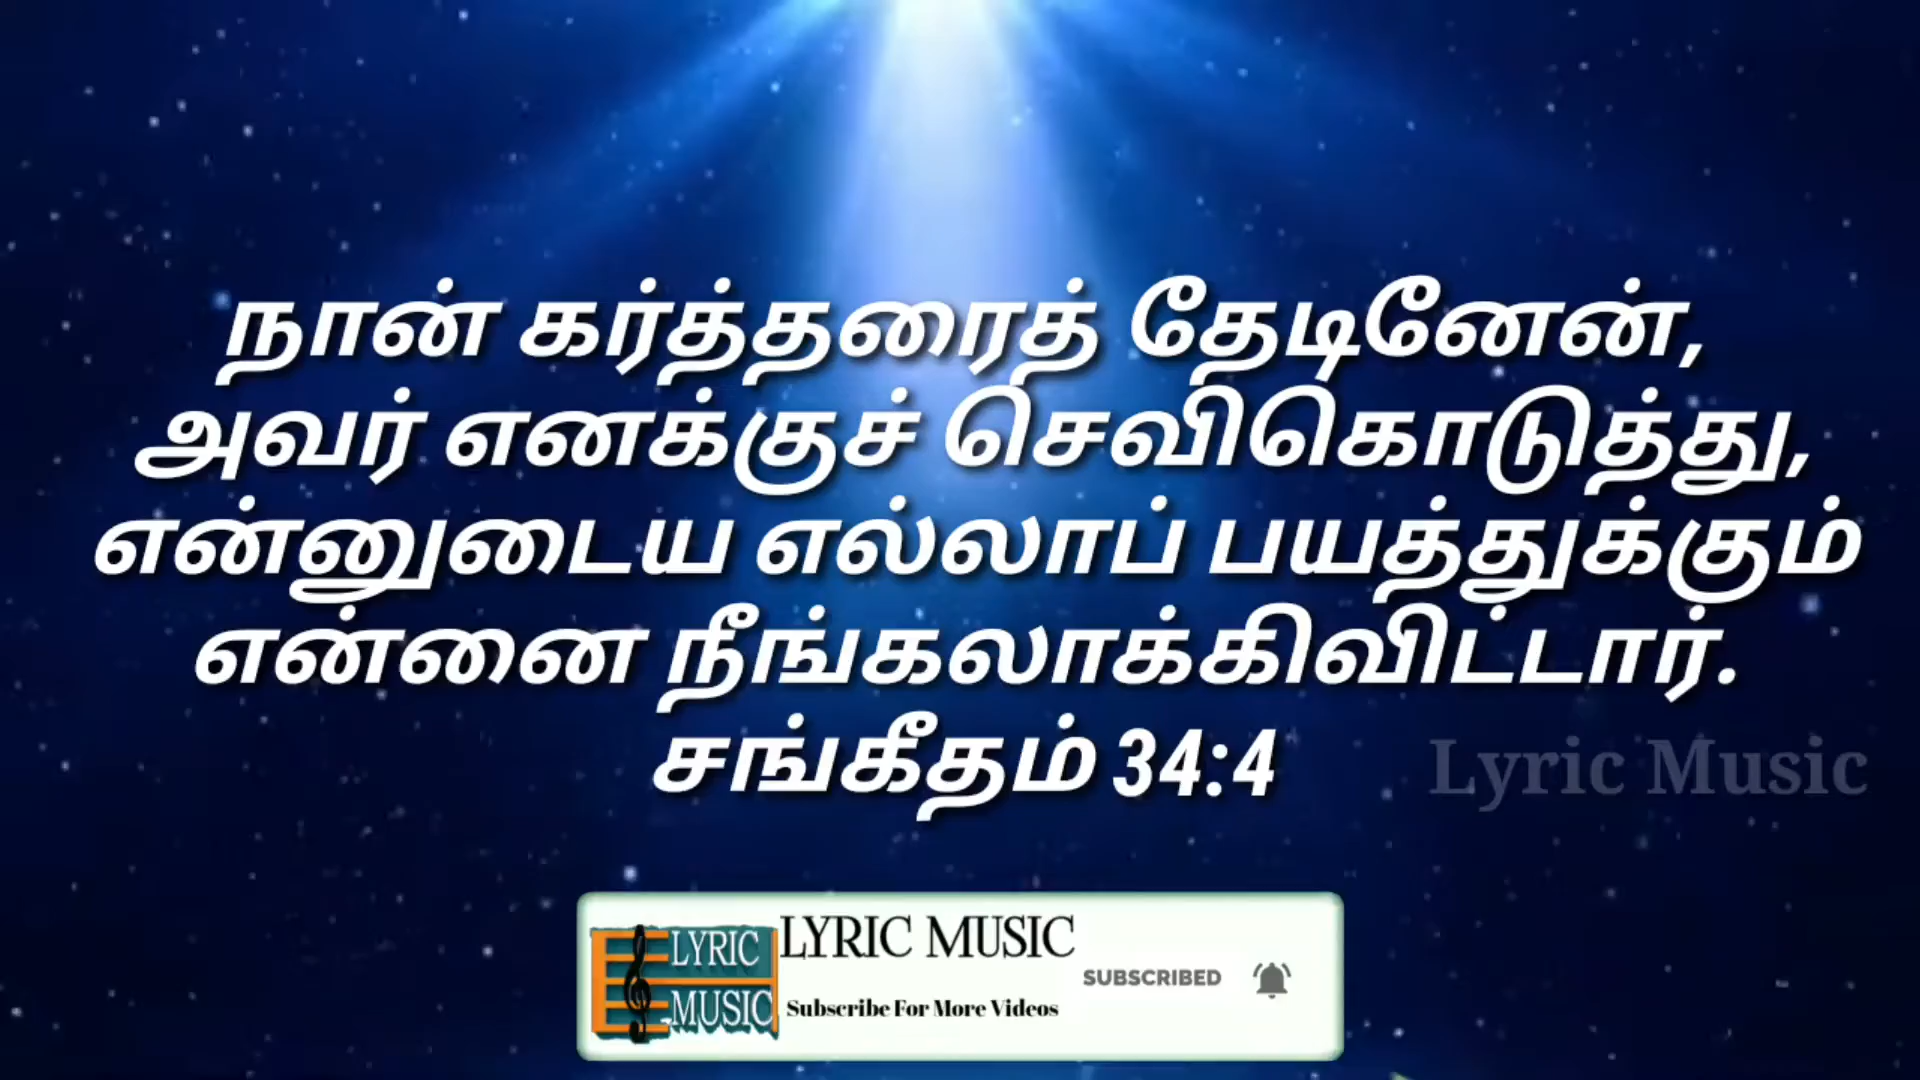 நான் கர்த்தரைத் தேடினேன்,
அவர் எனக்குச் செவிகொடுத்து,
என்னுடைய எல்லாப் பயத்துக்கும்
என்னை நீங்கலாக்கிவிட்டார்.
சங்கீதம் 34:4
Lyric Music
LYRIC
MUSIC
LYRIC MUSIC
Subscribe For More Videos
SUBSCRIBED